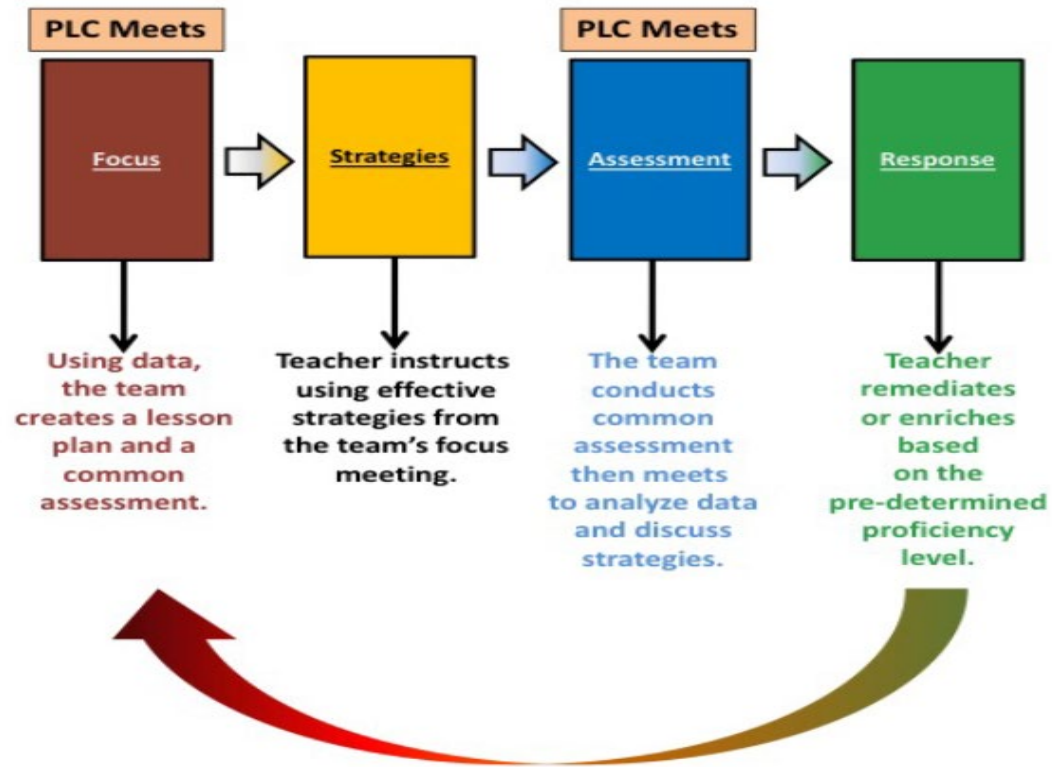 PLC Meets
PLC Meets
Focus
Strategies
Assessment
Response
Using data,
the team
creates a lesson
plan and a
common
assessment.
Teacher instructs
using effective
strategies from
the team's focus
meeting.
The team
conducts
common
assessment
then meets
to analyze data
and discuss
strategies.
Teacher
remediates
or enriches
based
on the
pre-determined
proficiency
level.